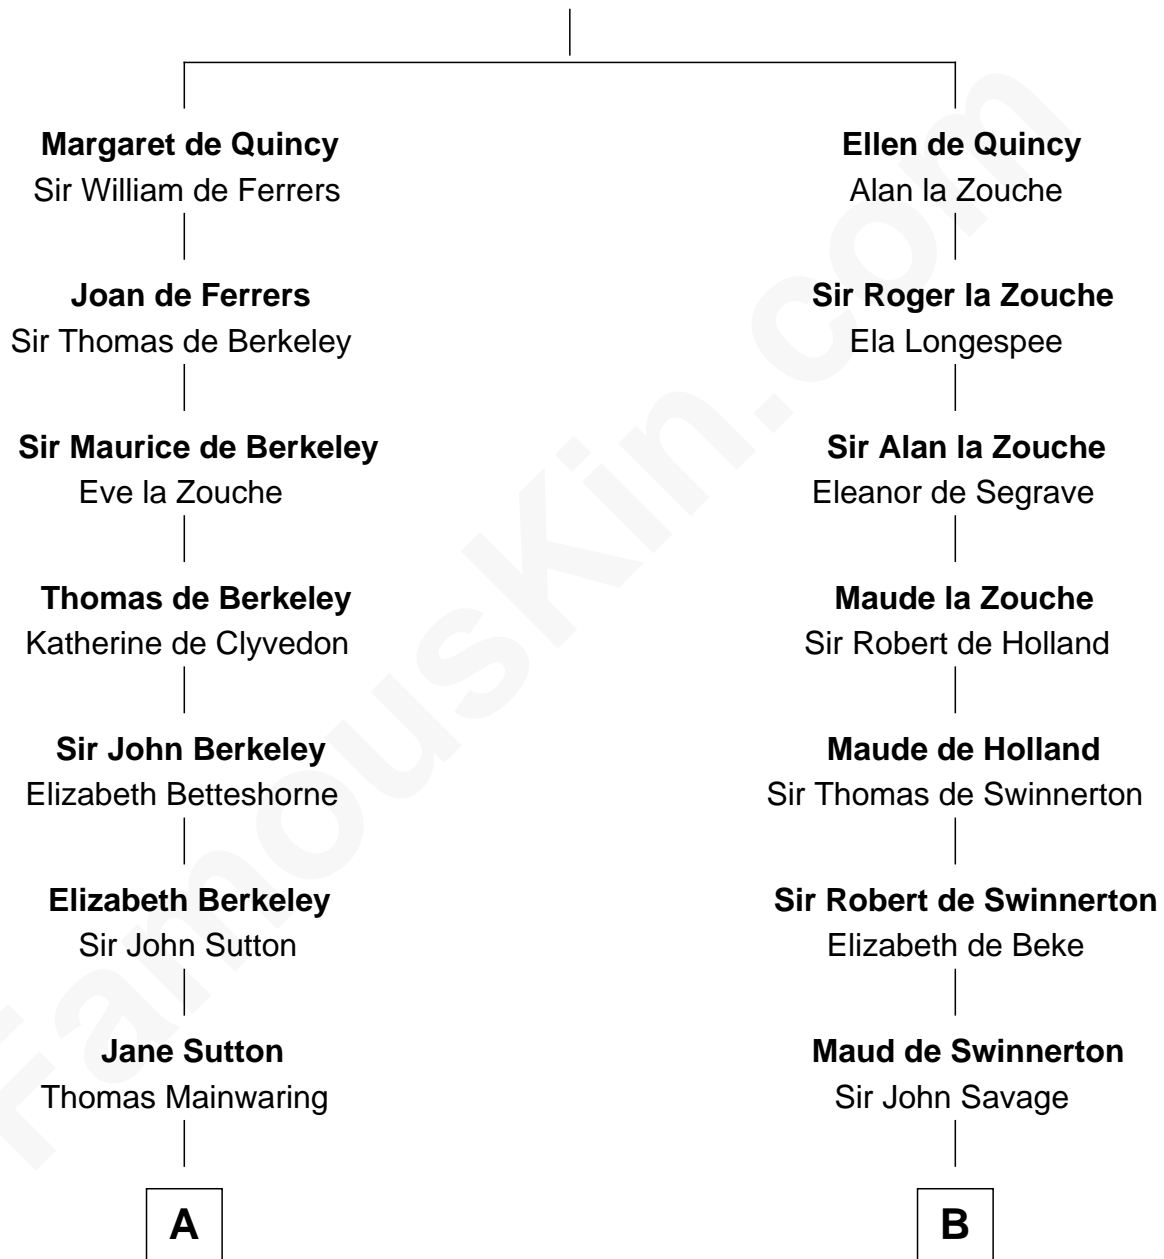 Margaret de Quincy
Sir William de Ferrers
Ellen de Quincy
Alan la Zouche
Joan de Ferrers
Sir Thomas de Berkeley
Sir Roger la Zouche
Ela Longespee
Sir Maurice de Berkeley
Eve la Zouche
Sir Alan la Zouche
Eleanor de Segrave
Thomas de Berkeley
Katherine de Clyvedon
Maude la Zouche
Sir Robert de Holland
Sir John Berkeley
Elizabeth Betteshorne
Maude de Holland
Sir Thomas de Swinnerton
Elizabeth Berkeley
Sir John Sutton
Sir Robert de Swinnerton
Elizabeth de Beke
Jane Sutton
Thomas Mainwaring
Maud de Swinnerton
Sir John Savage
A
B
FamousKin.com